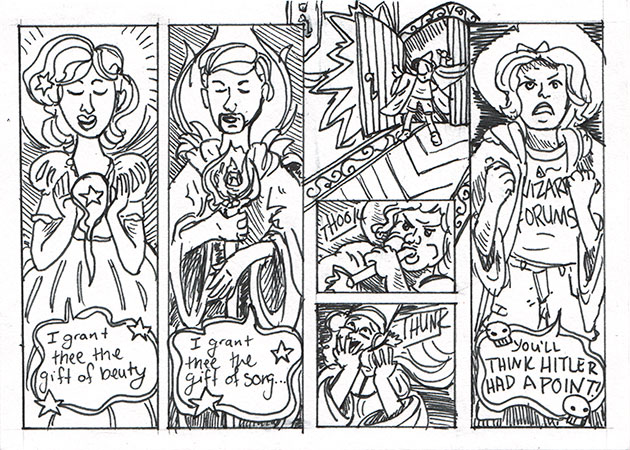 I grant
thee the
gift of beuty
I grant
thee the
gift of song...
THOOK
THUNK
WIZARD
FORUMS
YOU'LL
THINK HITLER
HAD A POINT!